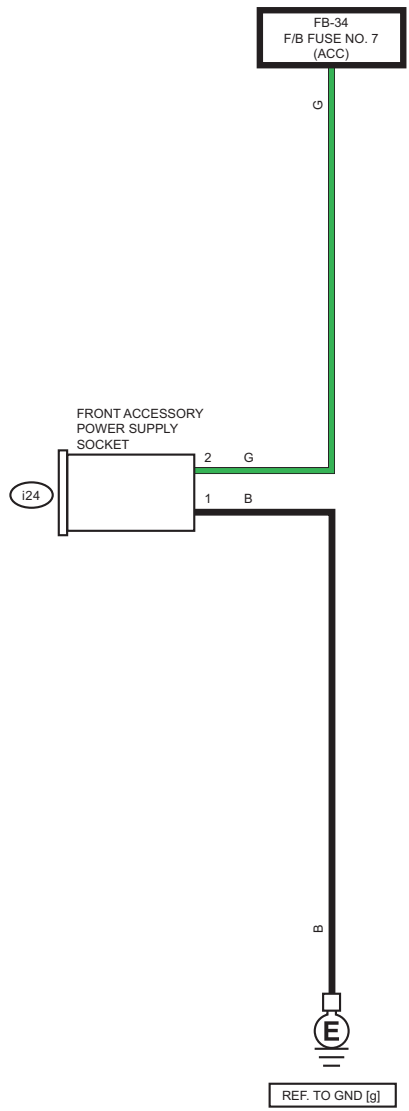 FB-34
F/B FUSE NO. 7
(ACC)
G
FRONT ACCESSORY
POWER SUPPLY
SOCKET
2 G
i24
1 B
B
E
REF. TO GND [g]